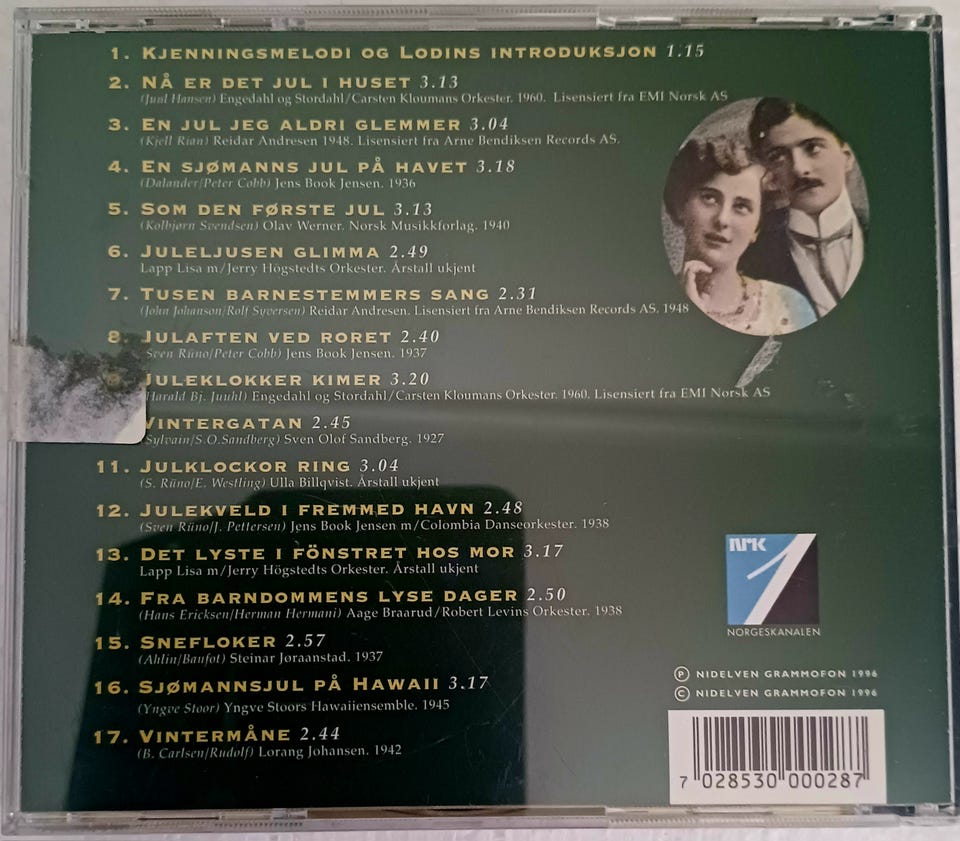 1. KJENNINGSMELODI OG LODINS INTRODUKSJON 1.15
2. NÅ ER DET JUL I HUSET 3.13
(Juul Hansen) Engedahl og Stordahl/Carsten Kloumans Orkester. 1960. Lisensiert fra EMI Norsk AS
3. EN JUL JEG ALDRI GLEMMER 3.04
(Kjell Rian) Reidar Andresen 1948. Lisensiert fra Arne Bendiksen Records AS.
4. EN SJØMANNS JUL PÅ HAVET 3.18
(Dalander/Peter Cobb) Jens Book Jensen. 1936
5. SOM DEN FØRSTE JUL 3.13
(Kolbjørn Svendsen) Olav Werner. Norsk Musikkforlag. 1940
6. JULELJUSEN GLIMMA 2.49
Lapp Lisa m/Jerry Högstedts Orkester. Årstall ukjent
7. TUSEN BARNESTEMMERS SANG 2.31
(John Johanson/Rolf Syversen) Reidar Andresen. Lisensiert fra Arne Bendiksen Records AS. 1948
8. JULAFTEN VED RORET 2.40
(Sven Rüno/Peter Cobb) Jens Book Jensen. 1937
JULEKLOKKER KIMER 3.20
Harald Bj. Juuhl) Engedahl og Stordahl/Carsten Kloumans Orkester. 1960. Lisensiert fra EMI Norsk AS
VINTERGATAN 2.45
(Sylvain/S.O.Sandberg) Sven Olof Sandberg. 1927
11. JULKLOCKOR RING 3.04
(S. Rüno/E. Westling) Ulla Billqvist. Årstall ukjent
12. JULEKVELD I FREMMED HAVN 2.48
(Sven Rüno/J. Pettersen) Jens Book Jensen m/Colombia Danseorkester. 1938
13. DET LYSTE I FÖNSTRET HOS MOR 3.17
Lapp Lisa m/Jerry Högstedts Orkester. Årstall ukjent
14. FRA BARNDOMMENS LYSE DAGER 2.50
(Hans Ericksen/Herman Hermani) Aage Braarud/Robert Levins Orkester. 1938
15. SNEFLOKER 2.57
(Ahlin/Baufot) Steinar Jøraanstad. 1937
16. SJØMANNSJUL PÅ HAWAII 3.17
(Yngve Stoor) Yngve Stoors Hawaiiensemble. 1945
17. VINTERMÅNE 2.44
(B. Carlsen/Rudolf) Lorang Johansen. 1942
NRK 1
NORGESKANALEN
Ⓟ NIDELVEN GRAMMOFON 1996
© NIDELVEN GRAMMOFON 1996
7 028530 000287